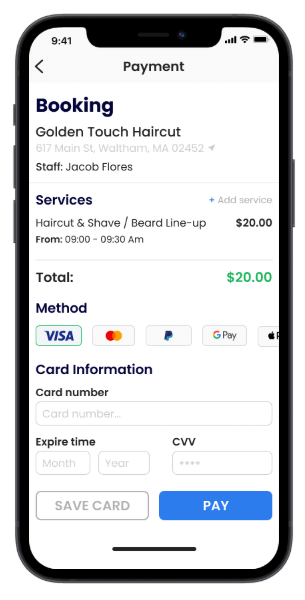 9:41
Payment
Booking
Golden Touch Haircut
617 Main St, Waltham, MA 02452
Staff: Jacob Flores
Services + Add service
Haircut & Shave / Beard Line-up $20.00
From: 09:00 - 09:30 Am
Total: $20.00
Method
VISA G Pay
Card Information
Card number
Card number...
Expire time CVV
Month Year ****
SAVE CARD PAY